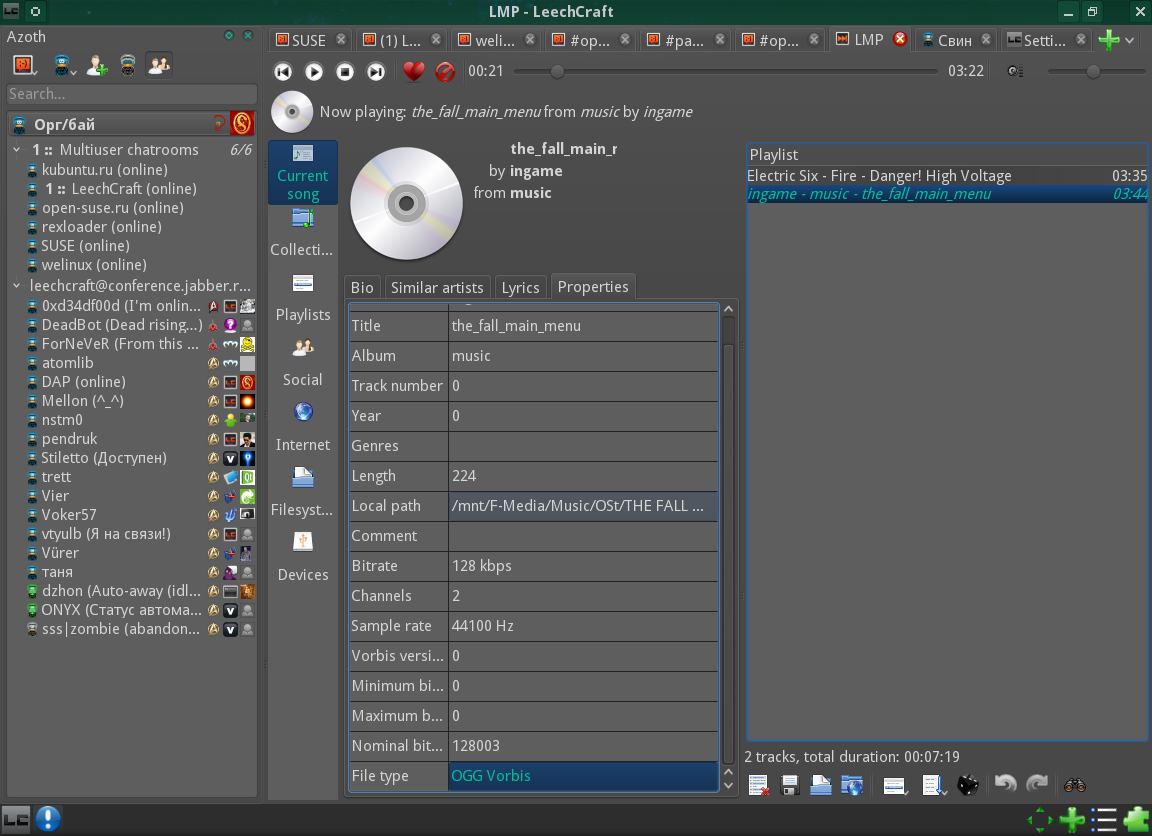 LMP - LeechCraft
Azoth
Search...
Орг/бай
1 :: Multiuser chatrooms 6/6
kubuntu.ru (online)
1 :: LeechCraft (online)
open-suse.ru (online)
rexloader (online)
SUSE (online)
welinux (online)
leechcraft@conference.jabber.r...
0xd34df00d (I'm onlin...
DeadBot (Dead rising...)
ForNeVeR (From this ...
atomlib
DAP (online)
Mellon (^_^)
nstm0
pendruk
Stiletto (Доступен)
trett
Vier
Voker57
vtyulb (Я на связи!)
Vürer
таня
dzhon (Auto-away (idl...
ONYX (Статус автома...
sss|zombie (abandon...
SUSE (1) L... weli... #op... #pa... #op... LMP Свин Setti...
00:21 03:22
Now playing: the_fall_main_menu from music by ingame
Current
song
Collecti...
Playlists
Social
Internet
Filesyst...
Devices
the_fall_main_r
by ingame
from music
Bio Similar artists Lyrics Properties
Title the_fall_main_menu
Album music
Track number 0
Year 0
Genres
Length 224
Local path /mnt/F-Media/Music/OSt/THE FALL ...
Comment
Bitrate 128 kbps
Channels 2
Sample rate 44100 Hz
Vorbis versi... 0
Minimum bi... 0
Maximum b... 0
Nominal bit... 128003
File type OGG Vorbis
Playlist
Electric Six - Fire - Danger! High Voltage 03:35
ingame - music - the_fall_main_menu 03:44
2 tracks, total duration: 00:07:19
LC